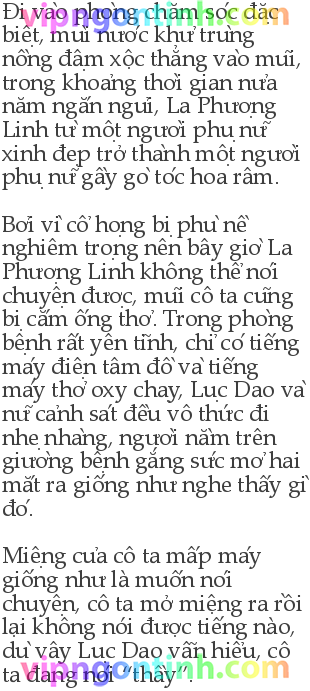 vipngontinh.com
Đi vào phòng chăm sóc đặc
biệt, mùi nước khử trùng
nồng đậm xộc thẳng vào mũi,
trong khoảng thời gian nửa
năm ngắn ngủi, La Phượng
Linh từ một người phụ nữ
xinh đẹp trở thành một người
phụ nữ gầy gò tóc hoa râm.
Bởi vì cổ họng bị phù nề
nghiêm trọng nên bây giờ La
Phượng Linh không thể nói
chuyện được, mũi cô ta cũng
bị cắm ống thở. Trong phòng
bệnh rất yên tĩnh, chỉ có tiếng
máy điện tâm đồ và tiếng
máy thở oxy chạy, Lục Dao và
nữ cảnh sát đều vô thức đi
nhẹ nhàng, người nằm trên
giường bệnh gắng sức mở hai
mắt ra giống như nghe thấy gì
đó.
Miệng của cô ta mấp máy
giống như là muốn nói
chuyện, cô ta mở miệng ra rồi
lại không nói được tiếng nào,
dù vậy Lục Dao vẫn hiểu, cô
ta đang nói “thầy”.
vipngontinh.com